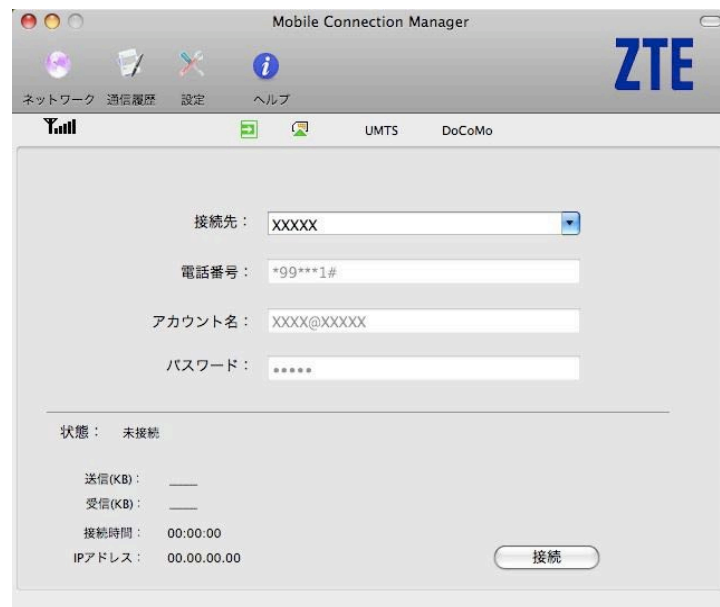 Mobile Connection Manager
ネットワーク 通信履歴 設定 ヘルプ
ZTE
UMTS DoCoMo
接続先： XXXXX
電話番号： *99***1#
アカウント名： XXXX@XXXXX
パスワード： •••••
状態： 未接続
送信(KB)： ____
受信(KB)： ____
接続時間： 00:00:00
IPアドレス： 00.00.00.00
接続